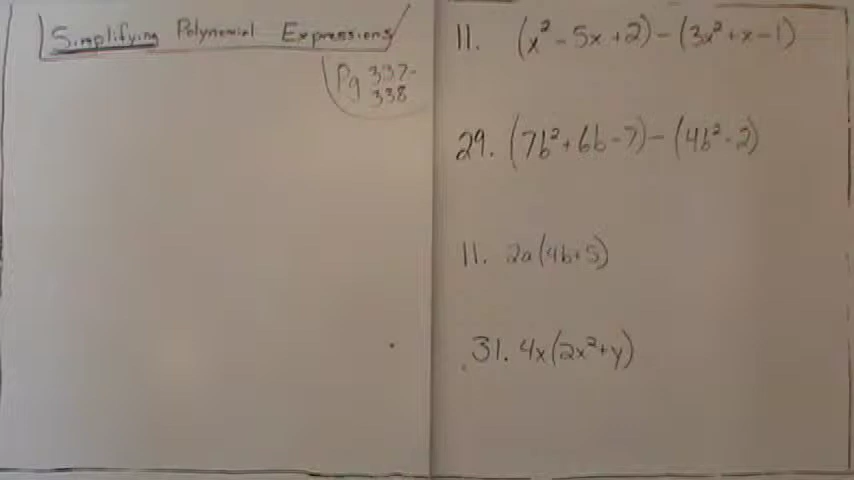 Simplifying Polynomial Expressions
Pg 337-
338
11. (x² - 5x + 2) - (3x² + x - 1)
29. (7b² + 6b - 7) - (4b² - 2)
11. 2a(4b+5)
31. 4x(2x²+y)